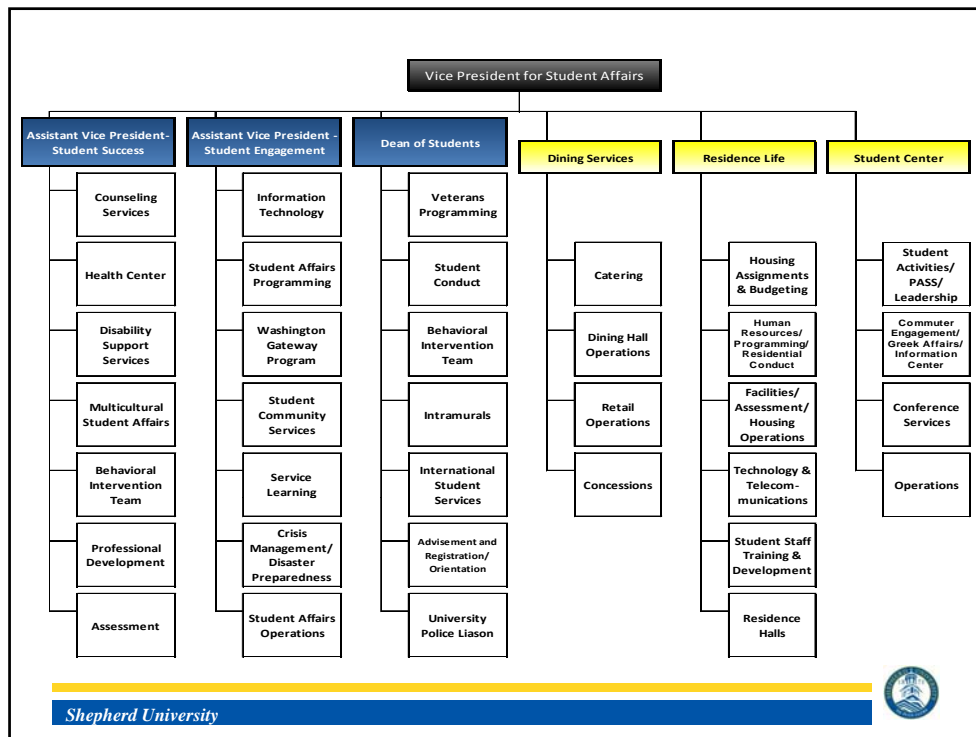 Vice President for Student Affairs
Assistant Vice President-
Student Success
Counseling
Services
Health Center
Disability
Support
Services
Multicultural
Student Affairs
Behavioral
Intervention
Team
Professional
Development
Assessment
Assistant Vice President -
Student Engagement
Information
Technology
Student Affairs
Programming
Washington
Gateway
Program
Student
Community
Services
Service
Learning
Crisis
Management/
Disaster
Preparedness
Student Affairs
Operations
Dean of Students
Veterans
Programming
Student
Conduct
Behavioral
Intervention
Team
Intramurals
International
Student
Services
Advisement and
Registration/
Orientation
University
Police Liason
Dining Services
Catering
Dining Hall
Operations
Retail
Operations
Concessions
Residence Life
Housing
Assignments
& Budgeting
Human
Resources/
Programming/
Residential
Conduct
Facilities/
Assessment/
Housing
Operations
Technology &
Telecom-
munications
Student Staff
Training &
Development
Residence
Halls
Student Center
Student
Activities/
PASS/
Leadership
Commuter
Engagement/
Greek Affairs/
Information
Center
Conference
Services
Operations
Shepherd University